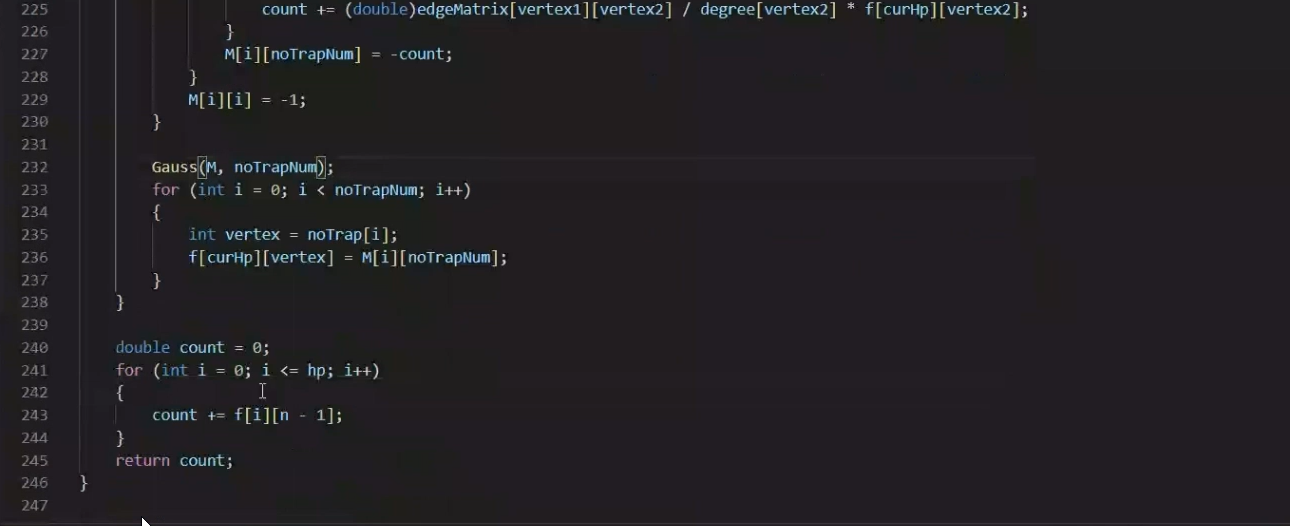 225 count += (double)edgeMatrix[vertex1][vertex2] / degree[vertex2] * f[curHp][vertex2];
226 }
227 M[i][noTrapNum] = -count;
228 }
229 M[i][i] = -1;
230 }
231
232 Gauss(M, noTrapNum);
233 for (int i = 0; i < noTrapNum; i++)
234 {
235 int vertex = noTrap[i];
236 f[curHp][vertex] = M[i][noTrapNum];
237 }
238 }
239
240 double count = 0;
241 for (int i = 0; i <= hp; i++)
242 {
243 count += f[i][n - 1];
244 }
245 return count;
246 }
247